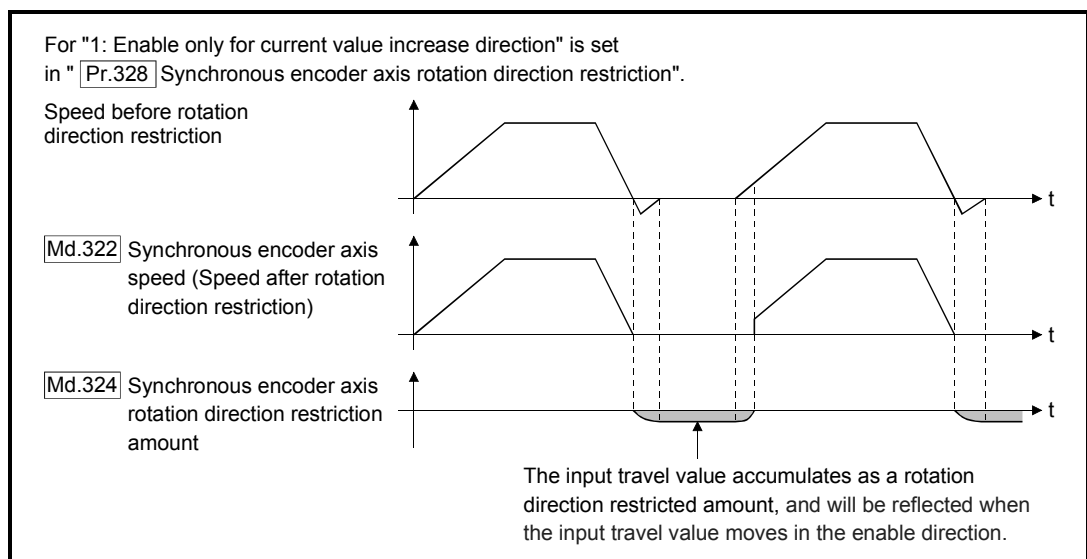 For "1: Enable only for current value increase direction" is set
in " Pr.328 Synchronous encoder axis rotation direction restriction".
Speed before rotation
direction restriction
t
Md.322 Synchronous encoder axis
speed (Speed after rotation
direction restriction)
t
Md.324 Synchronous encoder axis
rotation direction restriction
amount
t
The input travel value accumulates as a rotation
direction restricted amount, and will be reflected when
the input travel value moves in the enable direction.